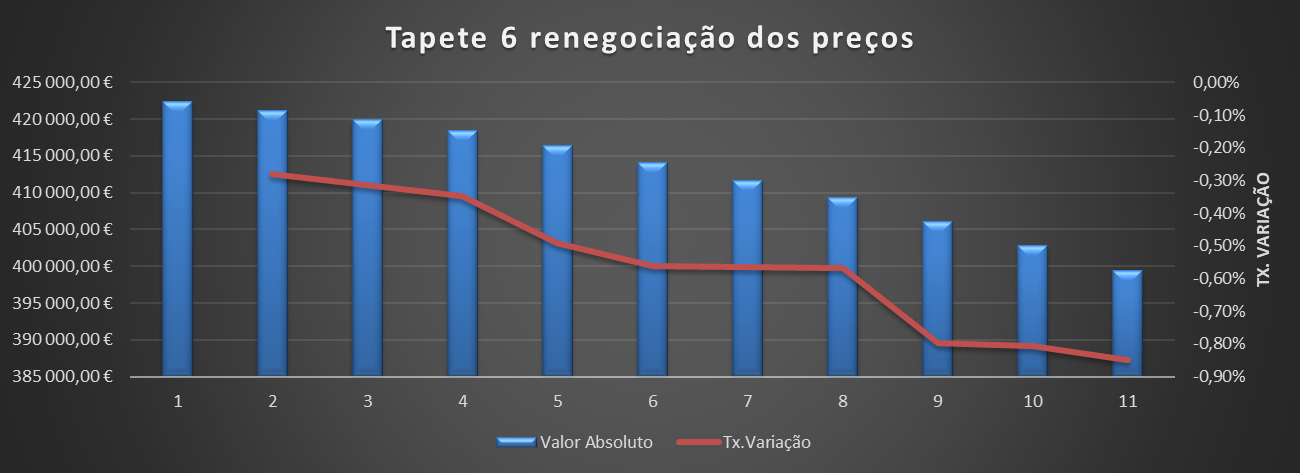 Tapete 6 renegociação dos preços
425 000,00 €
420 000,00 €
415 000,00 €
410 000,00 €
405 000,00 €
400 000,00 €
395 000,00 €
390 000,00 €
385 000,00 €
0,00%
-0,10%
-0,20%
-0,30%
-0,40%
-0,50%
-0,60%
-0,70%
-0,80%
-0,90%
TX. VARIAÇÃO
1 2 3 4 5 6 7 8 9 10 11
Valor Absoluto Tx.Variação